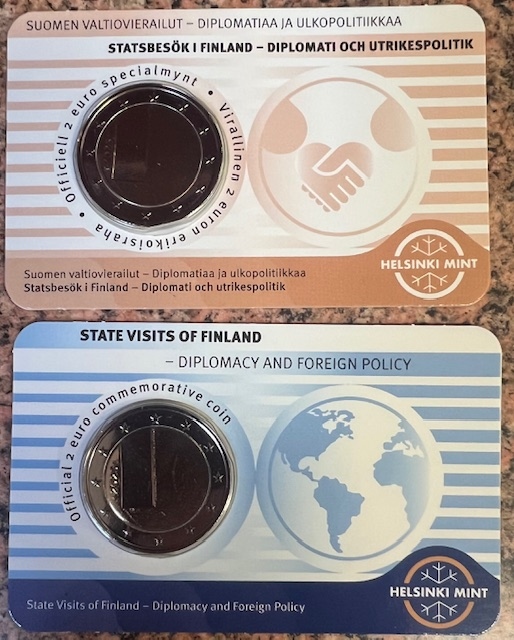 SUOMEN VALTIOVIERAILUT – DIPLOMATIAA JA ULKOPOLITIIKKAA
STATSBESÖK I FINLAND – DIPLOMATI OCH UTRIKESPOLITIK
Officiell 2 euro specialmynt • Virallinen 2 euron erikoisraha •
HELSINKI MINT
Suomen valtiovierailut – Diplomatiaa ja ulkopolitiikkaa
Statsbesök i Finland – Diplomati och utrikespolitik
STATE VISITS OF FINLAND
– DIPLOMACY AND FOREIGN POLICY
Official 2 euro commemorative coin
HELSINKI MINT
State Visits of Finland – Diplomacy and Foreign Policy